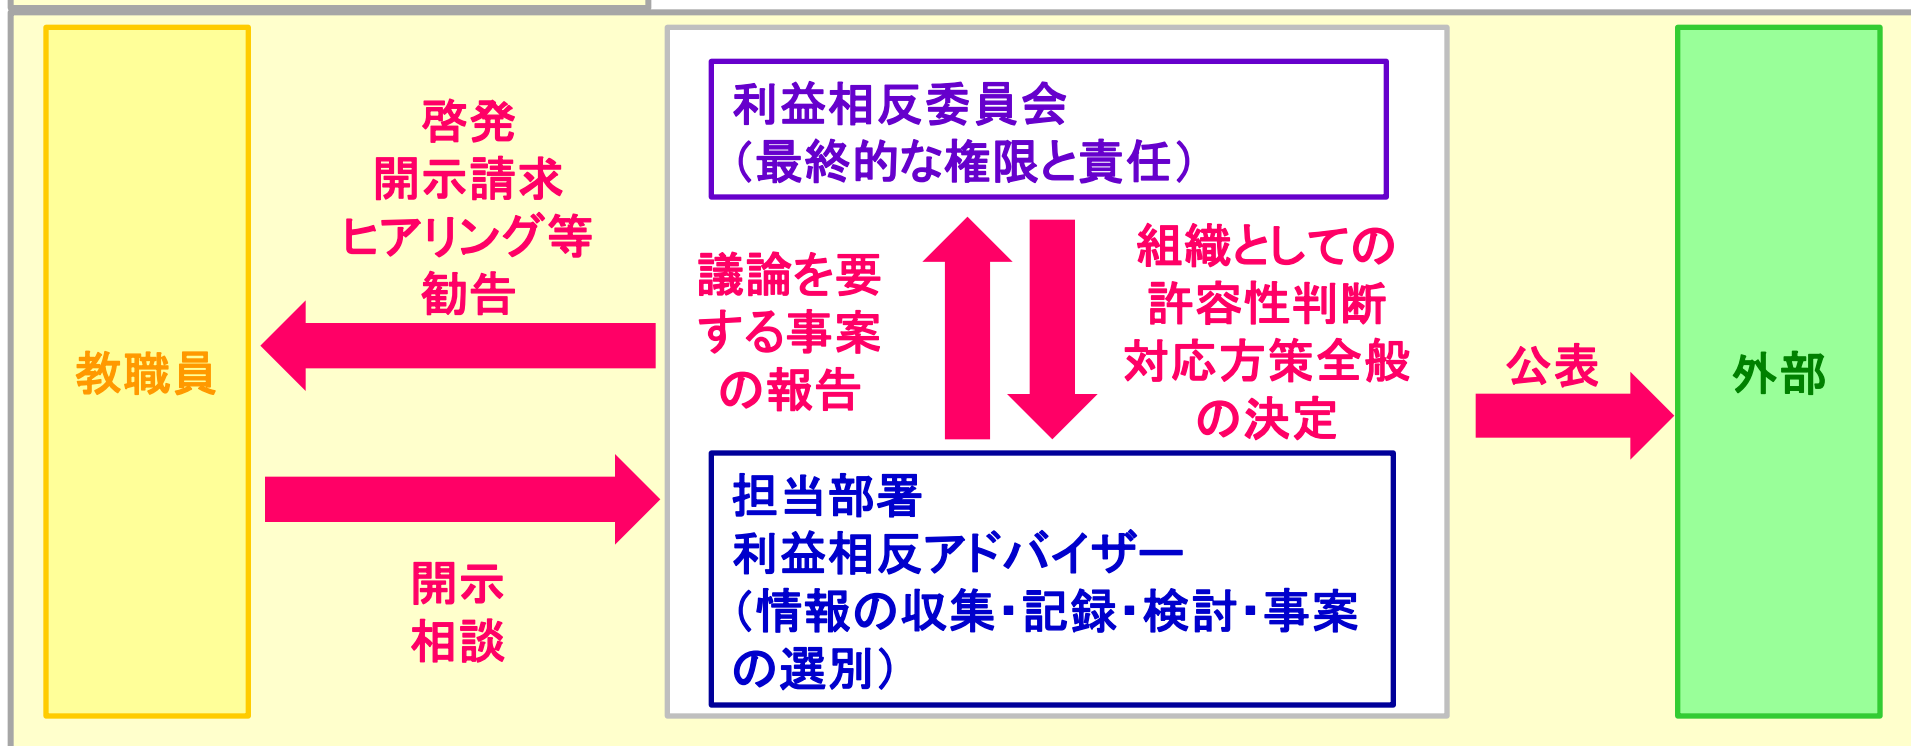 教職員
啓発
開示請求
ヒアリング等
勧告
開示
相談
利益相反委員会
（最終的な権限と責任）
議論を要
する事案
の報告
組織としての
許容性判断
対応方策全般
の決定
担当部署
利益相反アドバイザー
（情報の収集・記録・検討・事案
の選別）
公表
外部